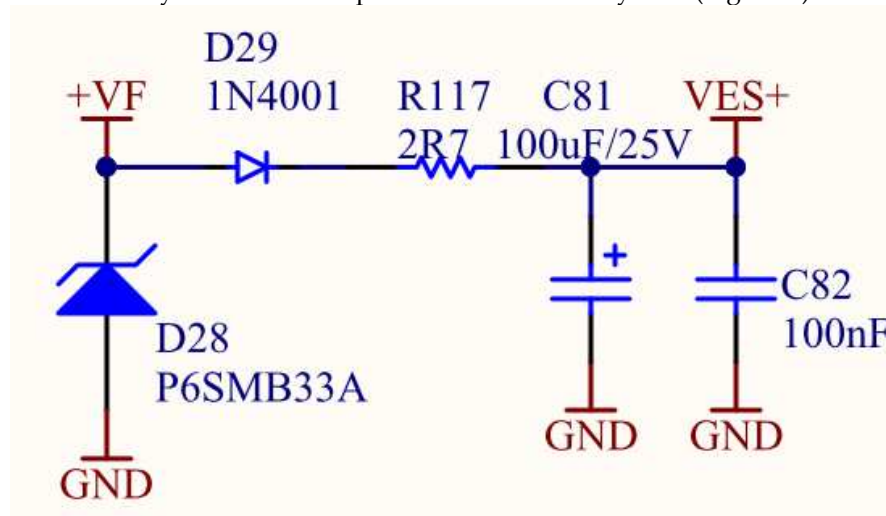 D29
+VF 1N4001 R117 C81 VES+
2R7 100uF/25V
+
C82
100nF
D28
P6SMB33A
GND GND
GND